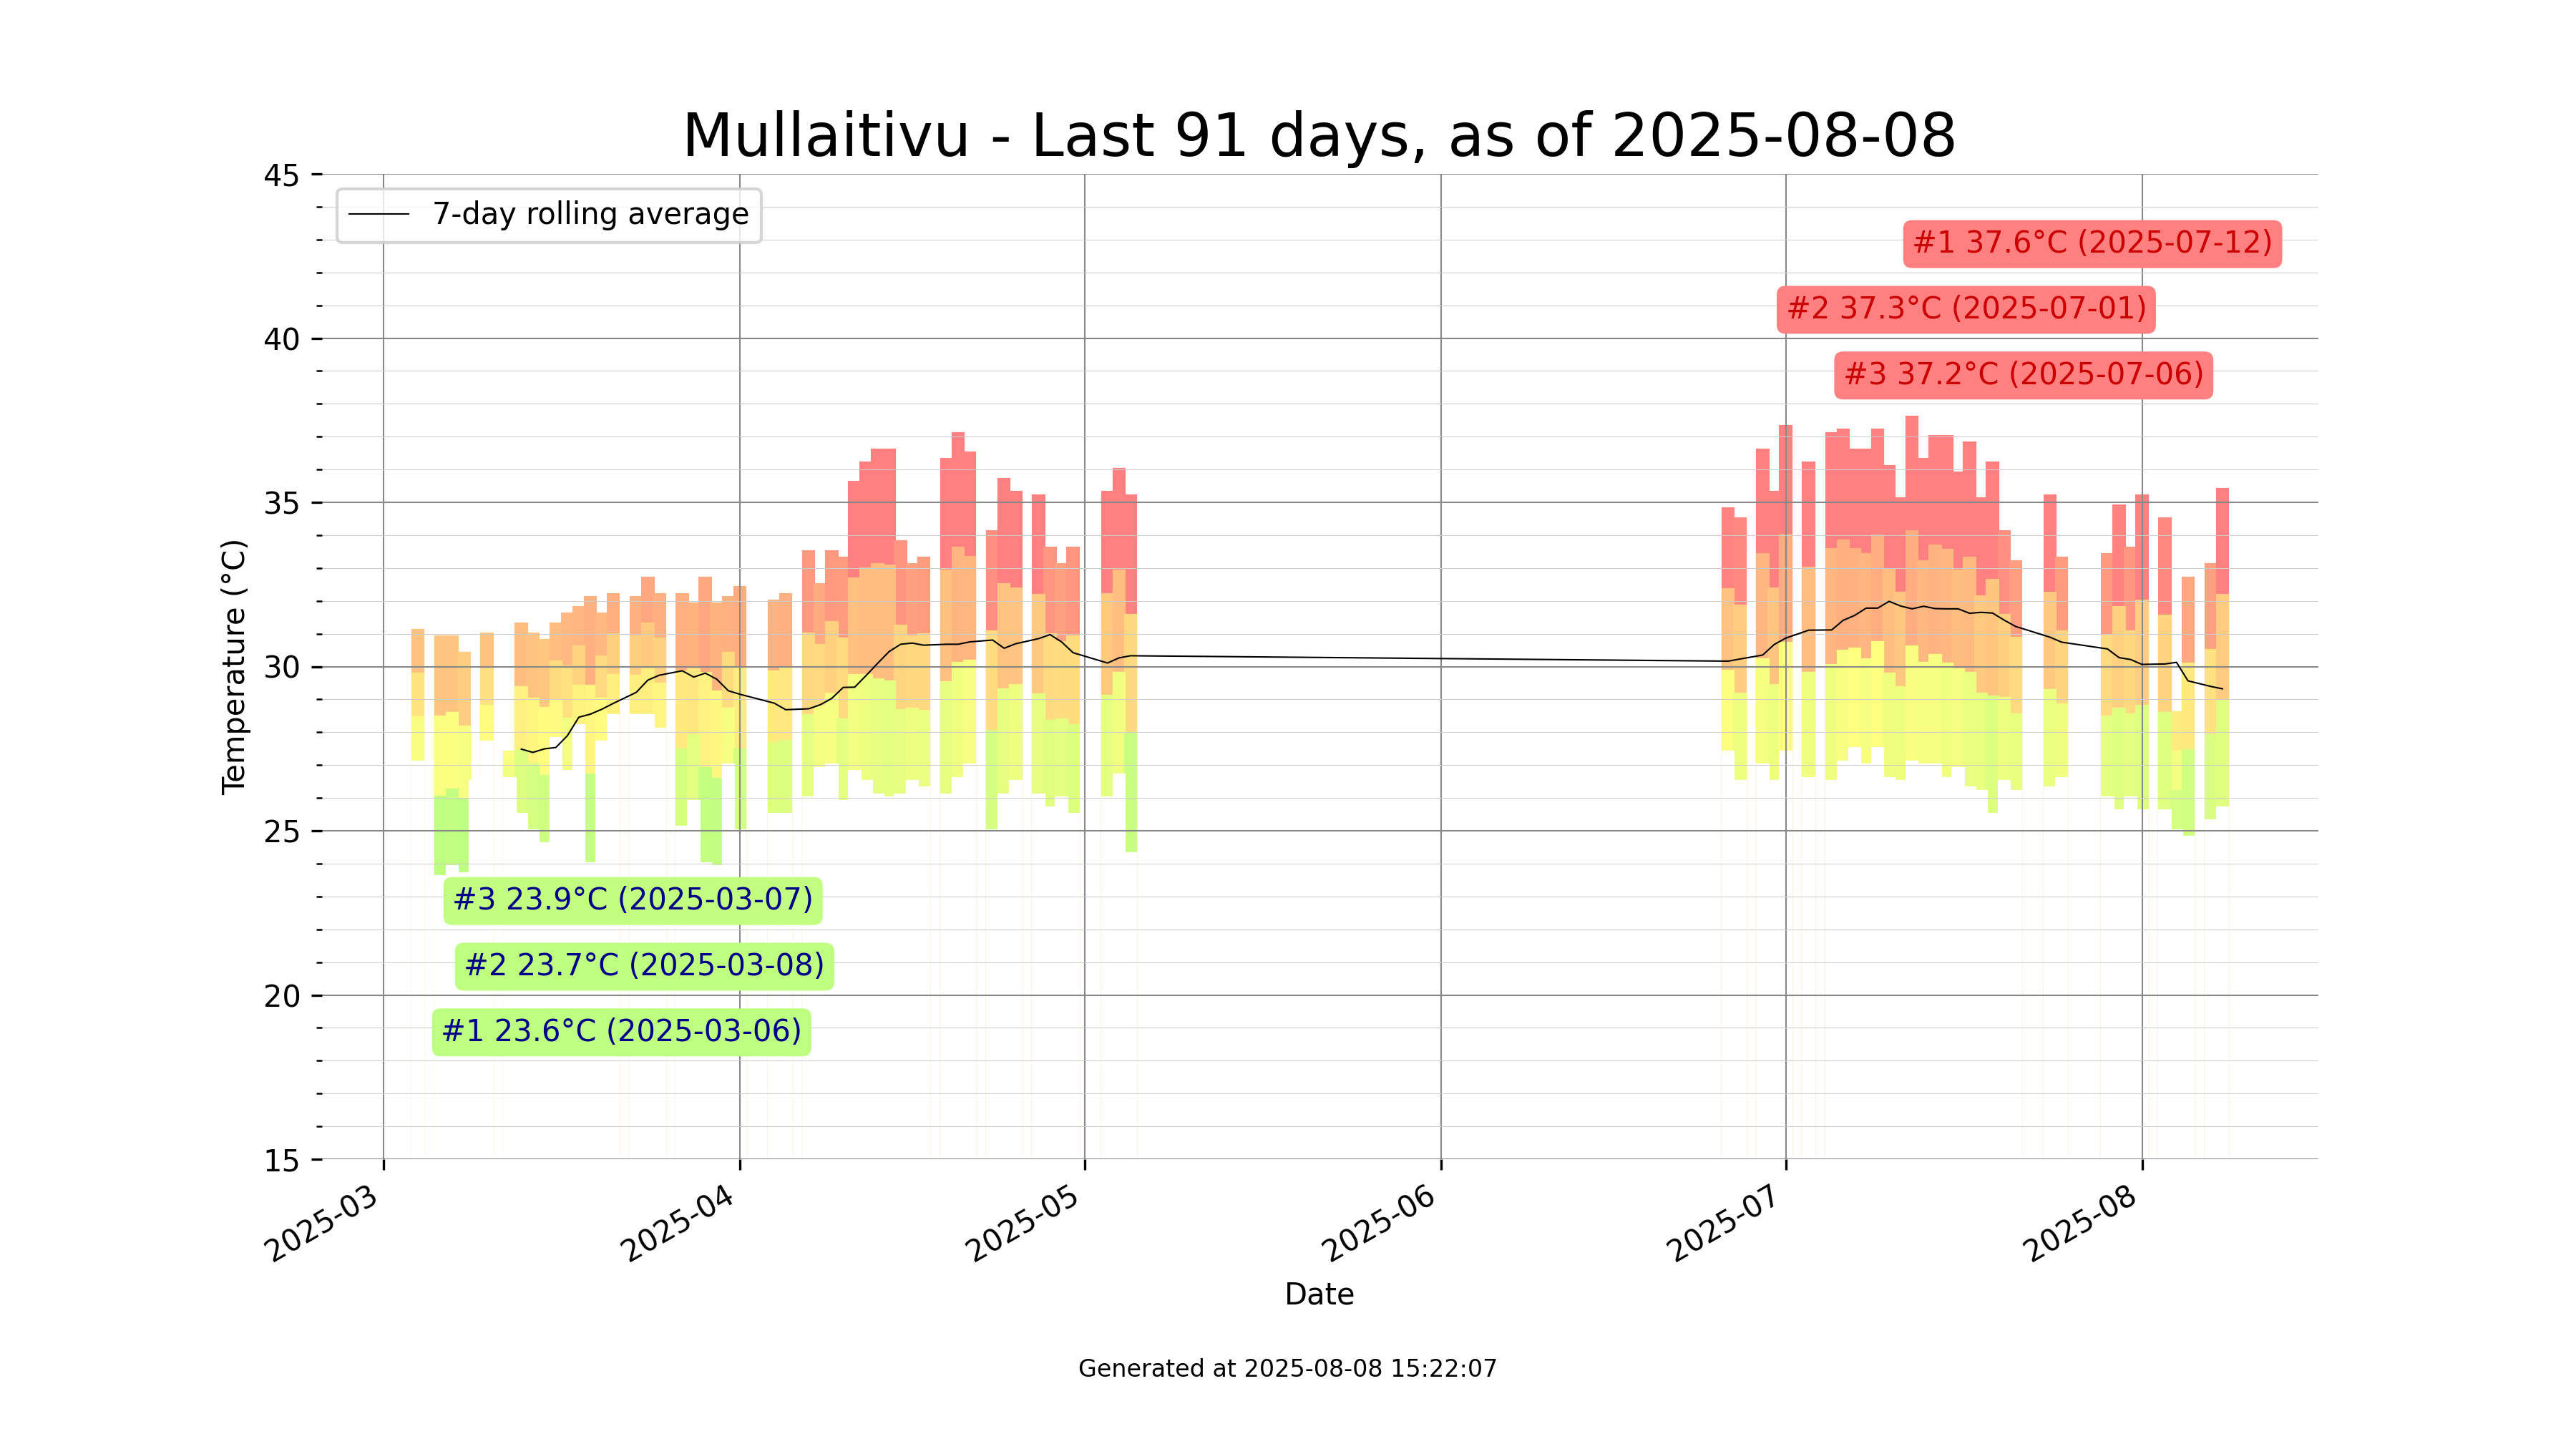 Mullaitivu - Last 91 days, as of 2025-08-08
45
40
35
30
25
20
15
Temperature (°C)
7-day rolling average
#1 37.6°C (2025-07-12)
#2 37.3°C (2025-07-01)
#3 37.2°C (2025-07-06)
#3 23.9°C (2025-03-07)
#2 23.7°C (2025-03-08)
#1 23.6°C (2025-03-06)
2025-03
2025-04
2025-05
2025-06
2025-07
2025-08
Date
Generated at 2025-08-08 15:22:07